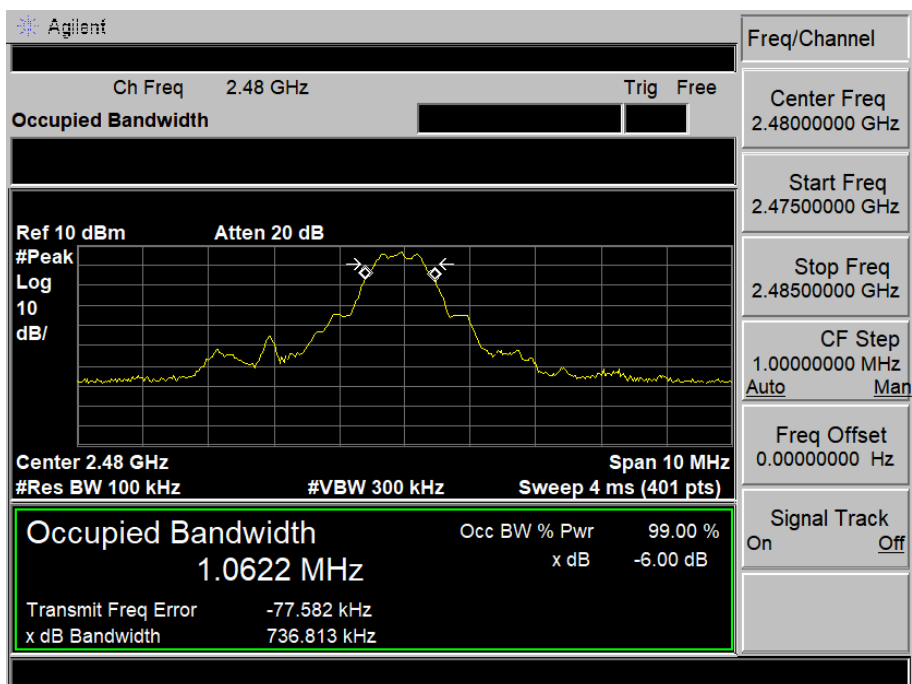 Agilent
Freq/Channel
Ch Freq 2.48 GHz Trig Free
Occupied Bandwidth
Center Freq
2.48000000 GHz
Start Freq
2.47500000 GHz
Ref 10 dBm Atten 20 dB
#Peak
Log
10
dB/
Stop Freq
2.48500000 GHz
CF Step
1.00000000 MHz
Auto Man
Freq Offset
0.00000000 Hz
Center 2.48 GHz Span 10 MHz
#Res BW 100 kHz #VBW 300 kHz Sweep 4 ms (401 pts)
Signal Track
On Off
Occupied Bandwidth Occ BW % Pwr 99.00 %
1.0622 MHz x dB -6.00 dB
Transmit Freq Error -77.582 kHz
x dB Bandwidth 736.813 kHz